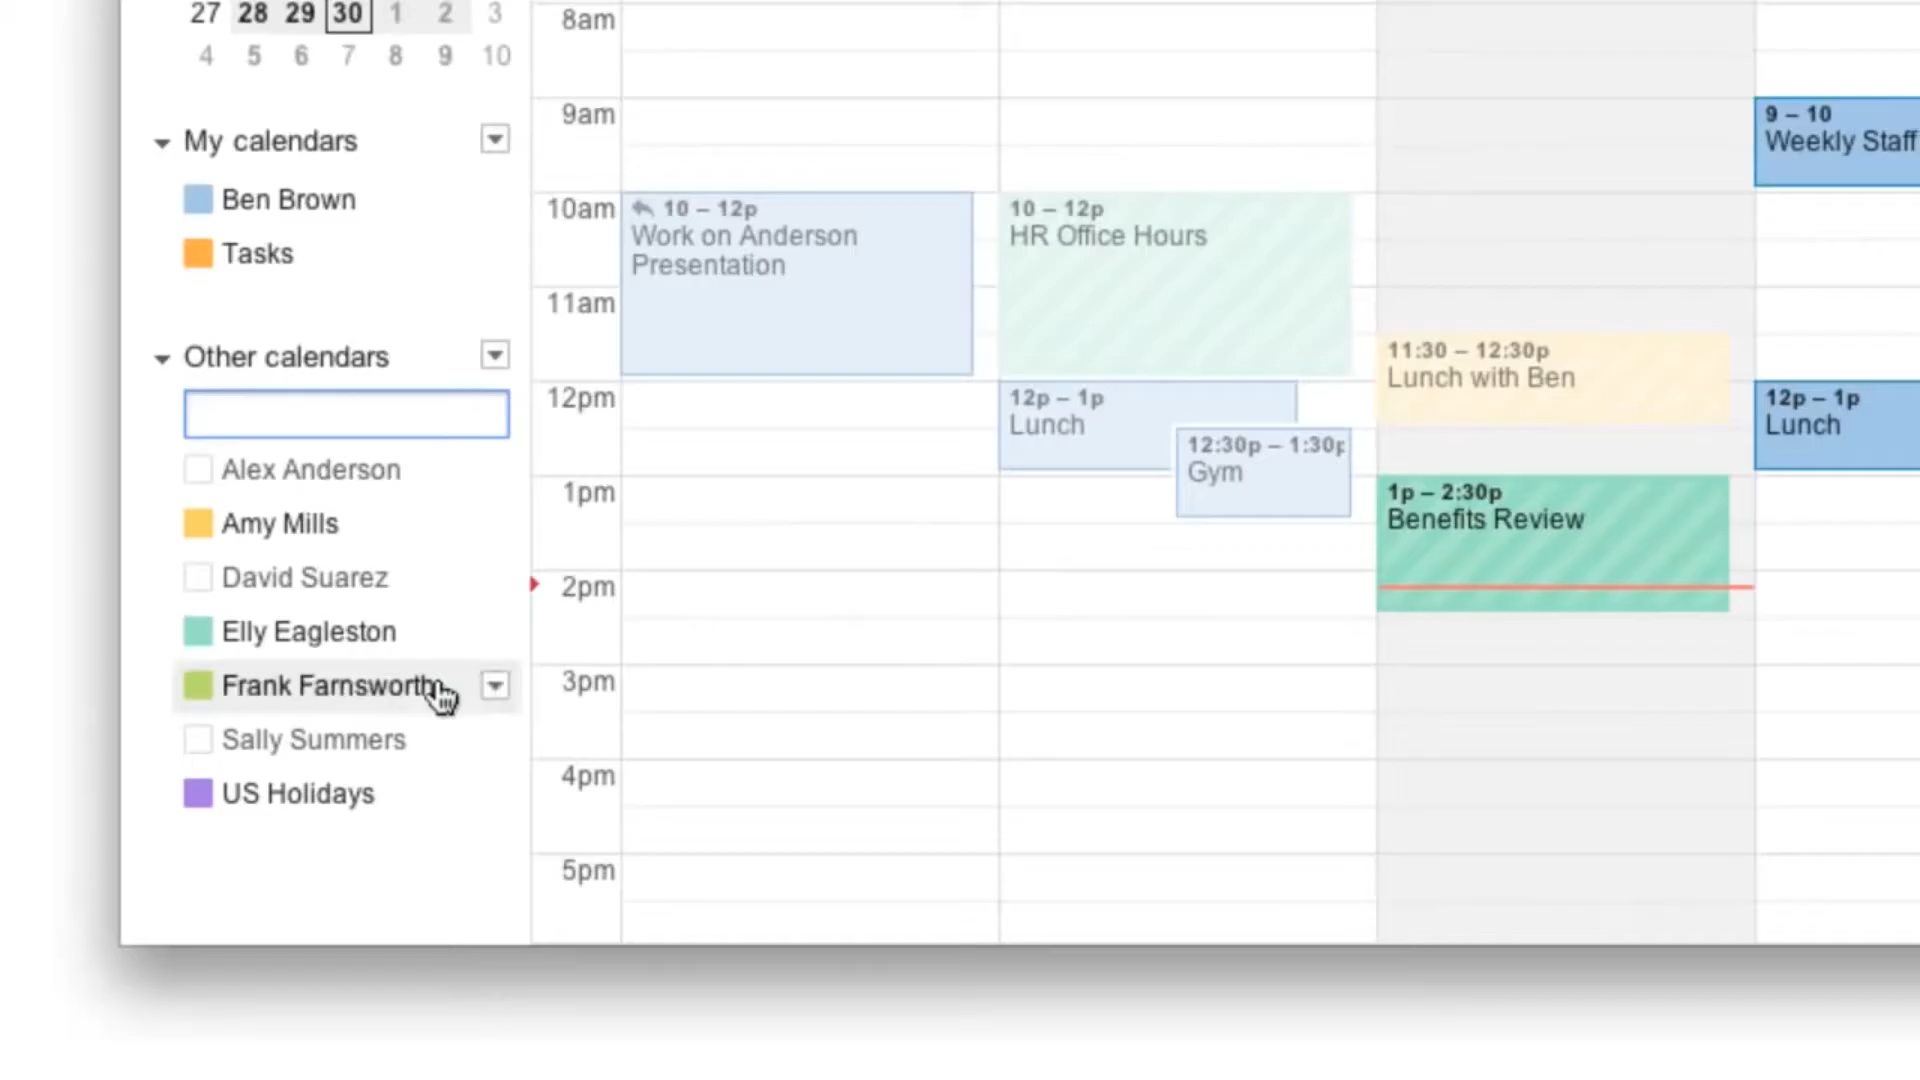 27 28 29 30 1 2 3
4 5 6 7 8 9 10
My calendars
Ben Brown
Tasks
Other calendars
Alex Anderson
Amy Mills
David Suarez
Elly Eagleston
Frank Farnsworth
Sally Summers
US Holidays
8am
9am
10am
11am
12pm
1pm
2pm
3pm
4pm
5pm
10 – 12p
Work on Anderson
Presentation
10 – 12p
HR Office Hours
12p – 1p
Lunch
12:30p – 1:30p
Gym
11:30 – 12:30p
Lunch with Ben
1p – 2:30p
Benefits Review
9 – 10
Weekly Staff
12p – 1p
Lunch